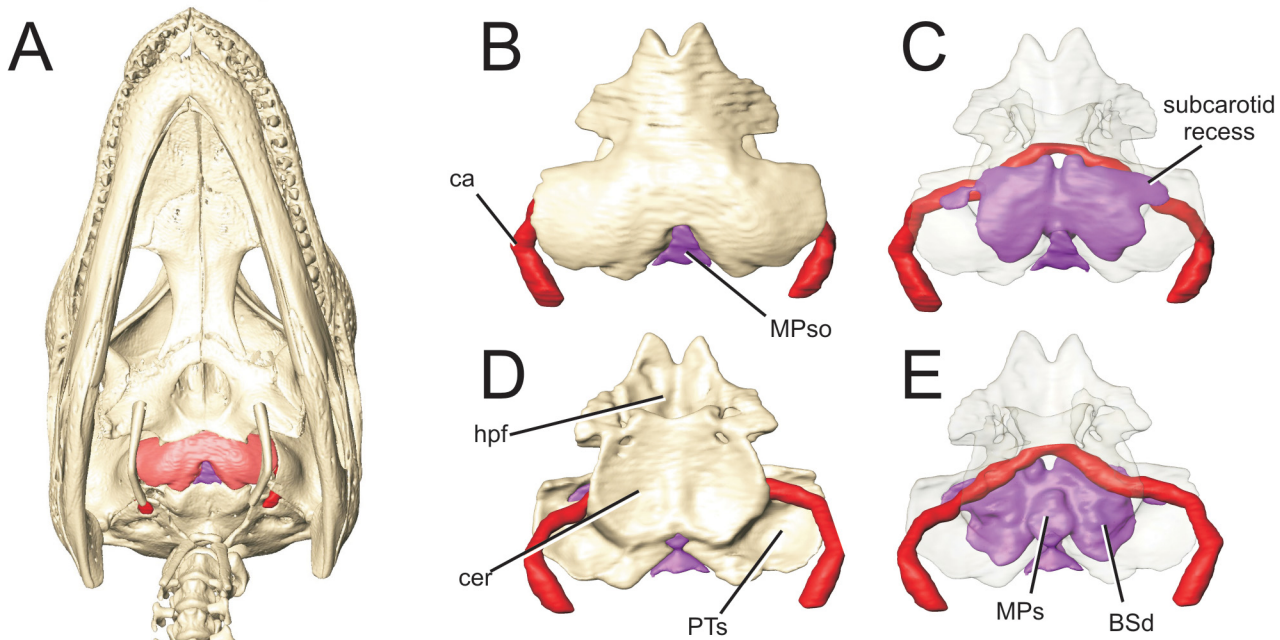 A
B
C
subcarotid
recess
ca
MPso
D
E
hpf
cer
PTs
MPs
BSd